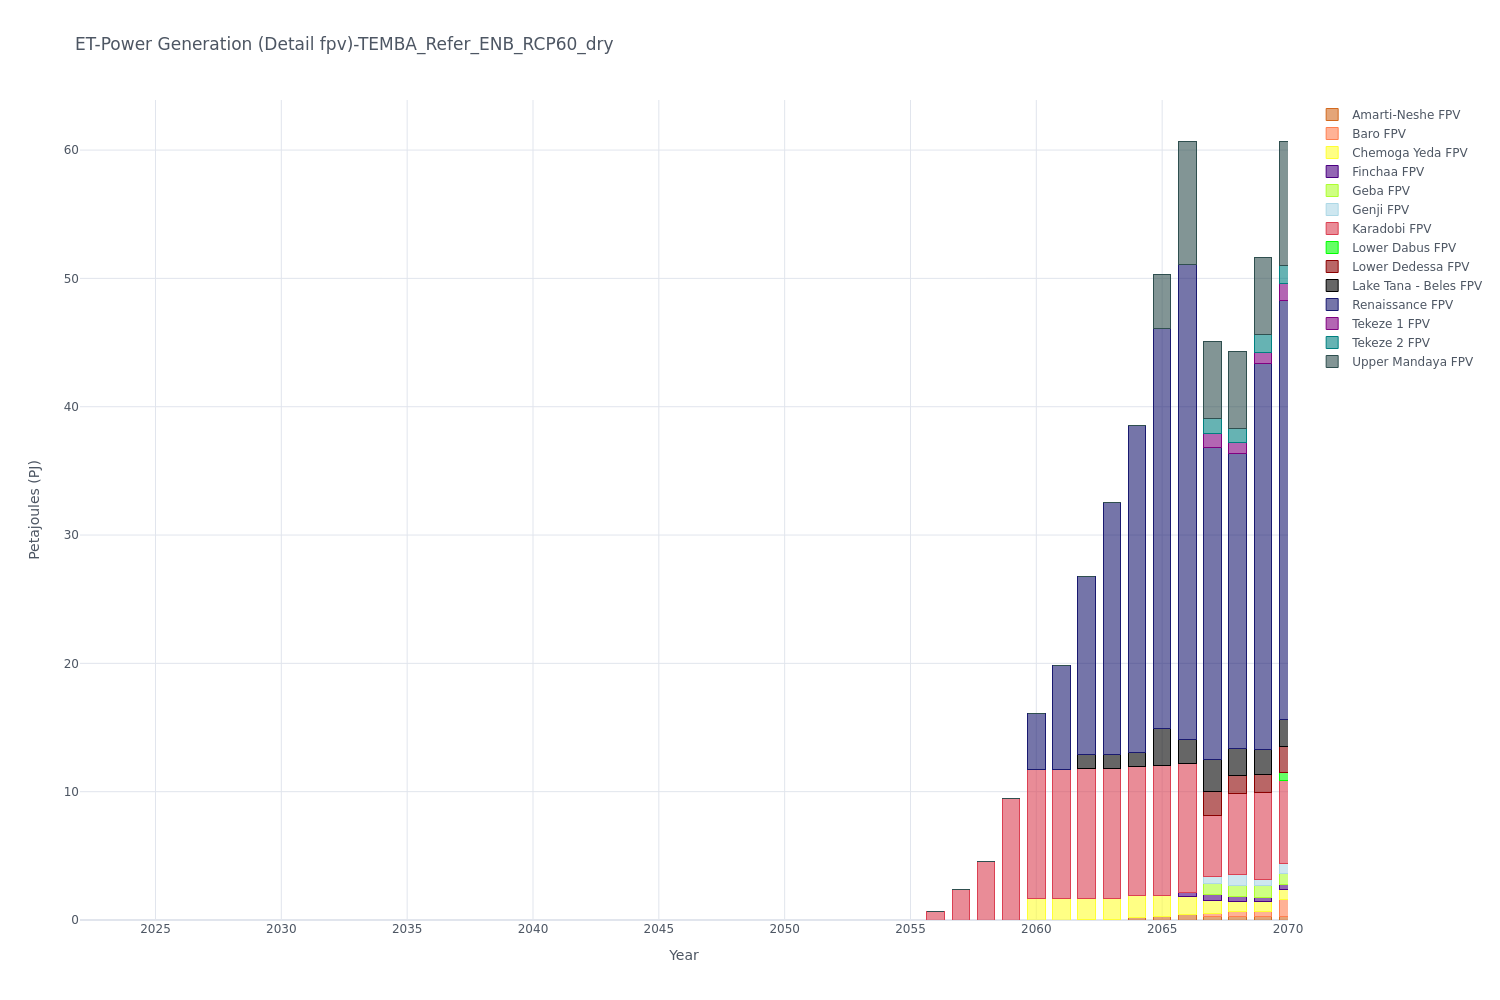 ET-Power Generation (Detail fpv)-TEMBA_Refer_ENB_RCP60_dry
Amarti-Neshe FPV
Baro FPV
Chemoga Yeda FPV
Finchaa FPV
Geba FPV
Genji FPV
Karadobi FPV
Lower Dabus FPV
Lower Dedessa FPV
Lake Tana - Beles FPV
Renaissance FPV
Tekeze 1 FPV
Tekeze 2 FPV
Upper Mandaya FPV
60
50
40
30
20
10
0
Petajoules (PJ)
2025
2030
2035
2040
2045
2050
2055
2060
2065
2070
Year